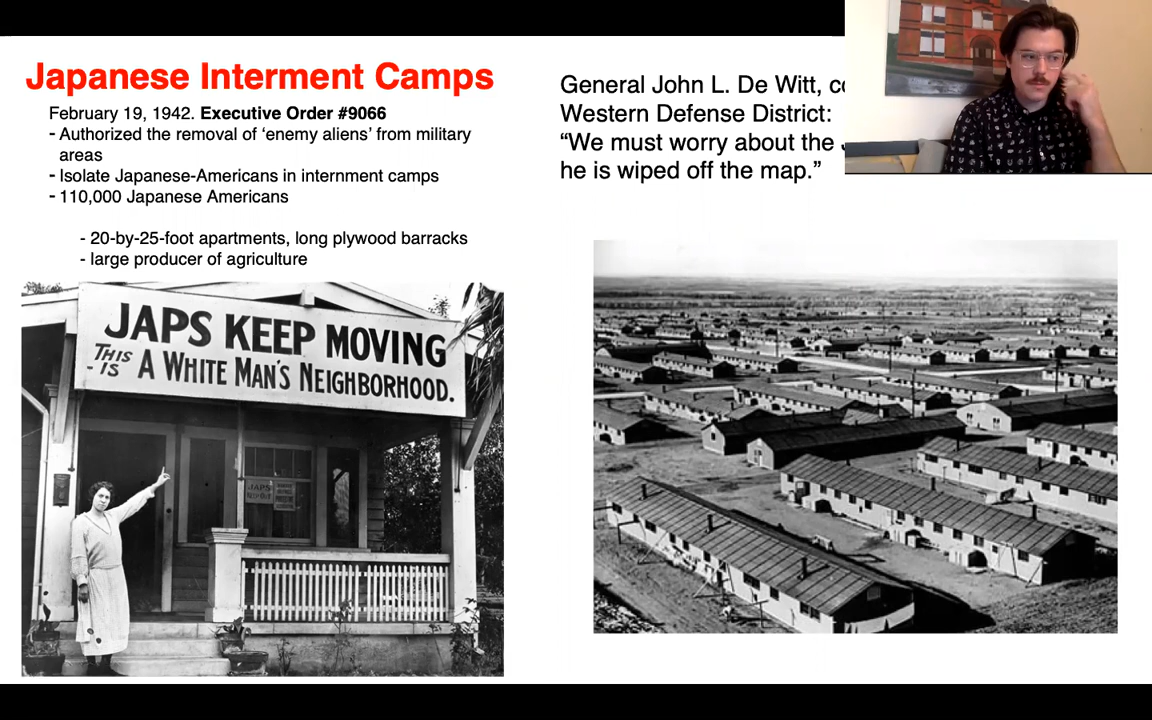 Japanese Interment Camps
February 19, 1942. Executive Order #9066
- Authorized the removal of ‘enemy aliens’ from military
areas
- Isolate Japanese-Americans in internment camps
- 110,000 Japanese Americans
- 20-by-25-foot apartments, long plywood barracks
- large producer of agriculture
General John L. De Witt,
Western Defense District:
“We must worry about the
he is wiped off the map.”
JAPS KEEP MOVING
THIS
- IS A WHITE MAN'S NEIGHBORHOOD.
JAPS